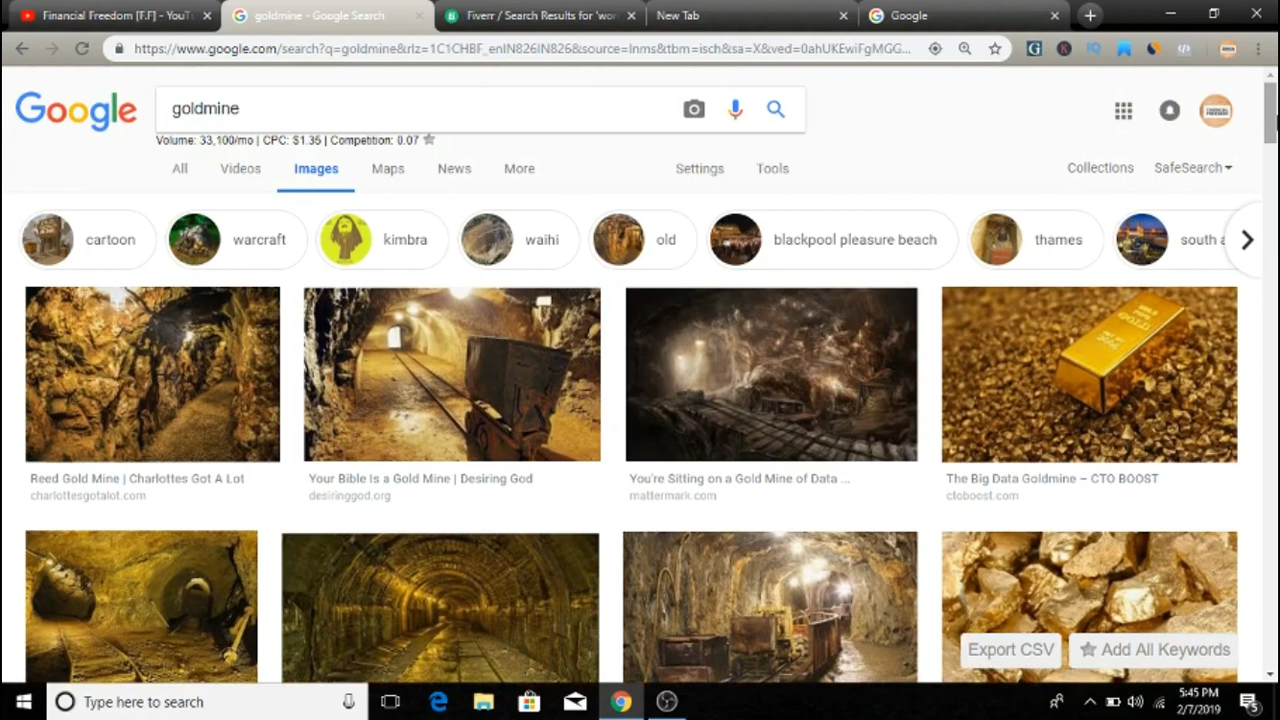 Financial Freedom [F.F] - YouT
goldmine - Google Search
Fiverr / Search Results for 'wor
New Tab
Google
https://www.google.com/search?q=goldmine&rlz=1C1CHBF_enIN826IN826&source=lnms&tbm=isch&sa=X&ved=0ahUKEwiFgMGG...
Google
goldmine
Volume: 33,100/mo | CPC: $1.35 | Competition: 0.07
All
Videos
Images
Maps
News
More
Settings
Tools
Collections
SafeSearch
cartoon
warcraft
kimbra
waihi
old
blackpool pleasure beach
thames
south a
Reed Gold Mine | Charlottes Got A Lot
charlottesgotalot.com
Your Bible Is a Gold Mine | Desiring God
desiringgod.org
You're Sitting on a Gold Mine of Data ...
mattermark.com
The Big Data Goldmine – CTO BOOST
ctoboost.com
Export CSV
Add All Keywords
Type here to search
5:45 PM
2/7/2019
5